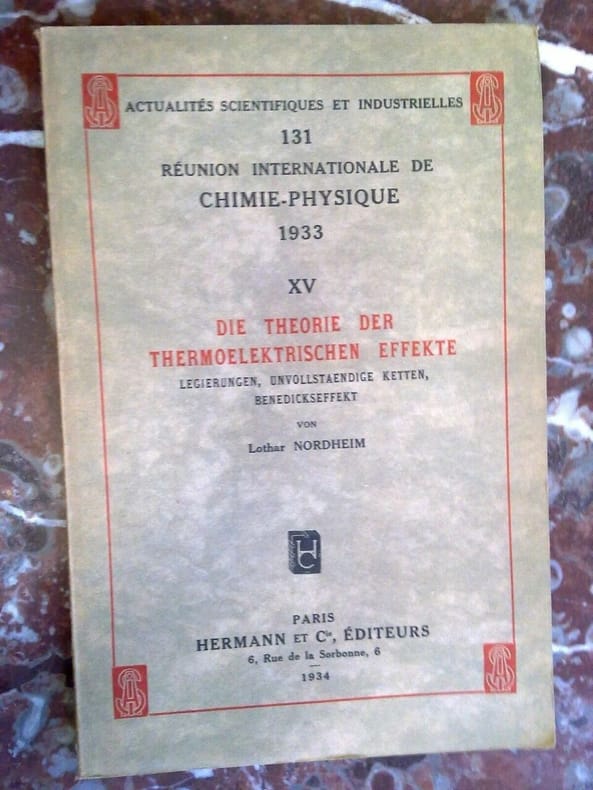 ACTUALITÉS SCIENTIFIQUES ET INDUSTRIELLES
131
RÉUNION INTERNATIONALE DE
CHIMIE-PHYSIQUE
1933
XV
DIE THEORIE DER
THERMOELEKTRISCHEN EFFEKTE
LEGIERUNGEN, UNVOLLSTAENDIGE KETTEN,
BENEDICKSEFFEKT
VON
Lothar NORDHEIM
HC
PARIS
HERMANN ET Cie, ÉDITEURS
6, Rue de la Sorbonne, 6
1934